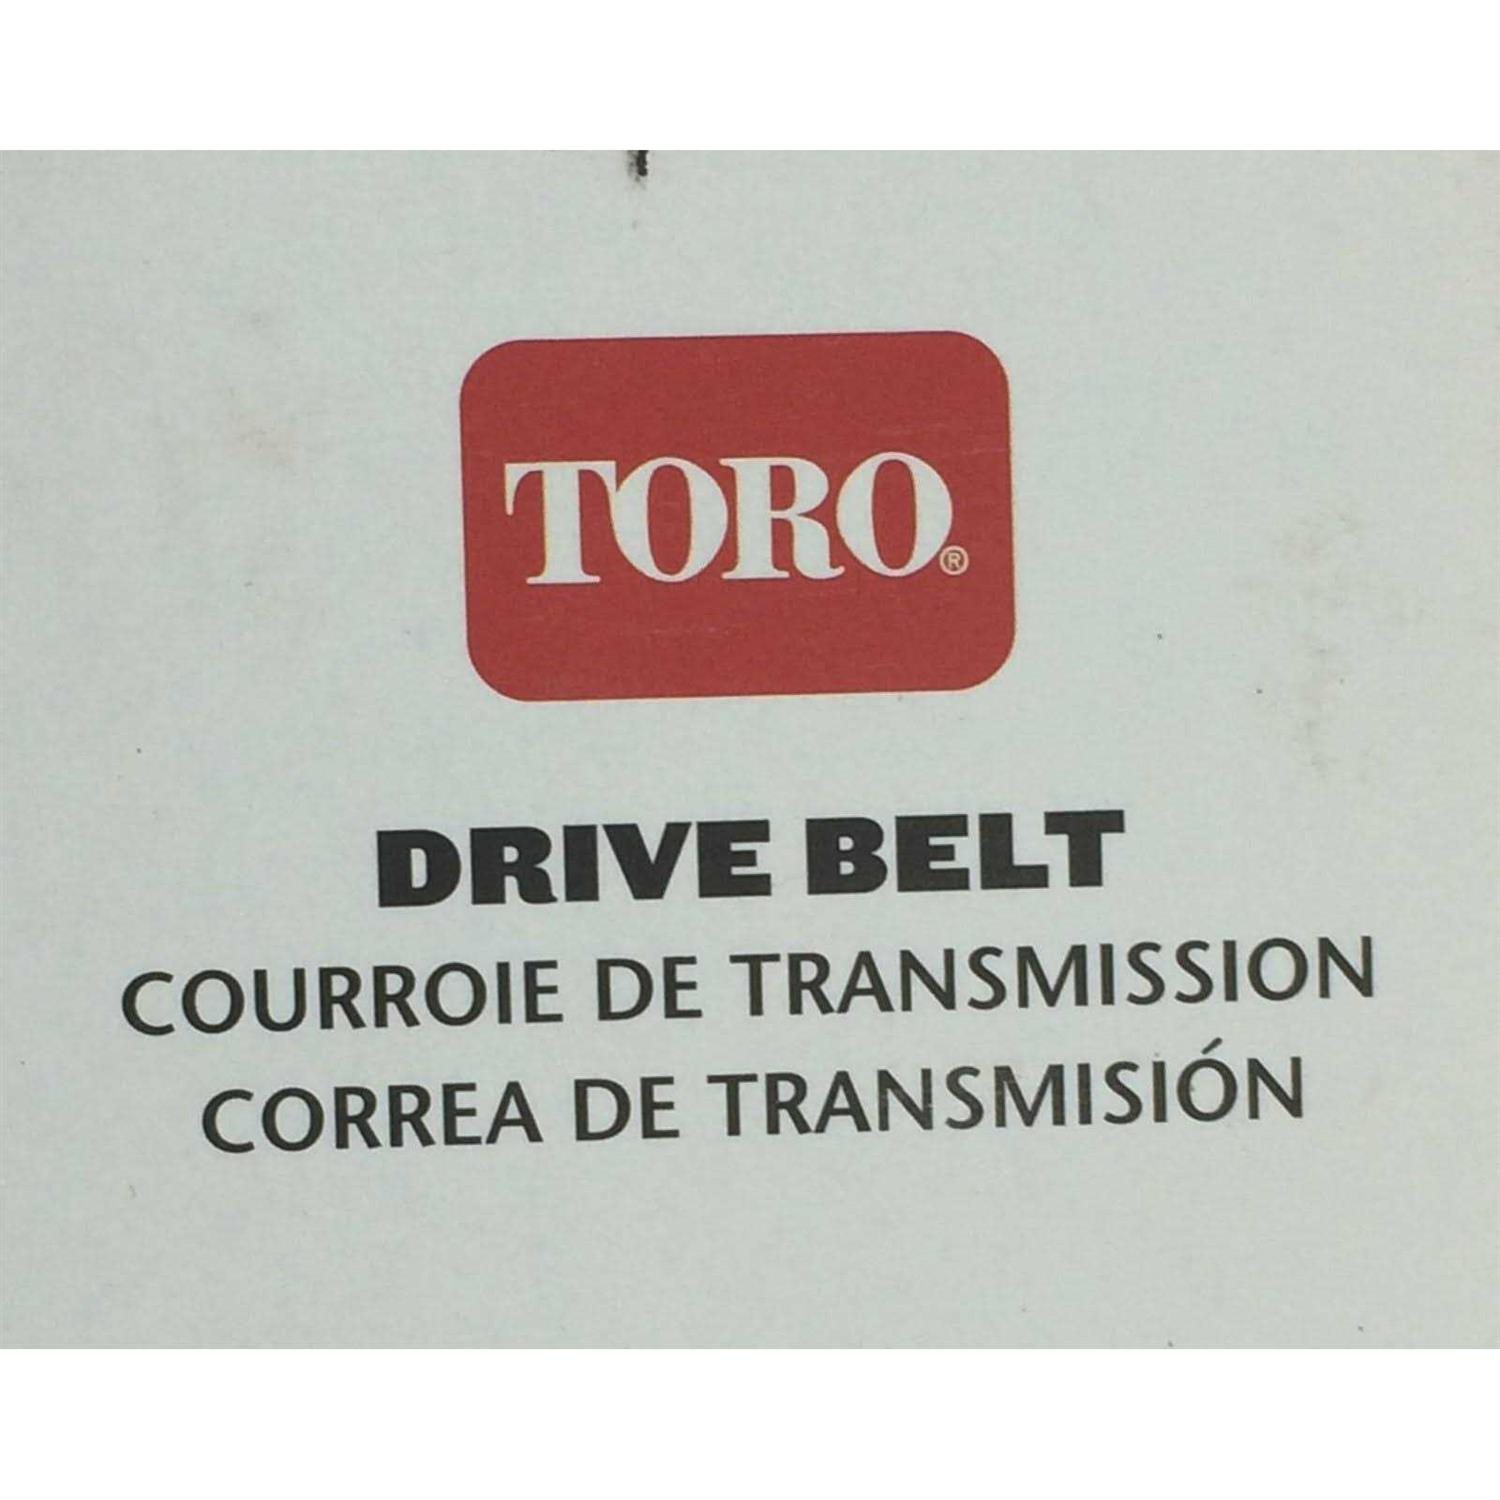 TORO®
DRIVE BELT
COURROIE DE TRANSMISSION
CORREA DE TRANSMISIÓN